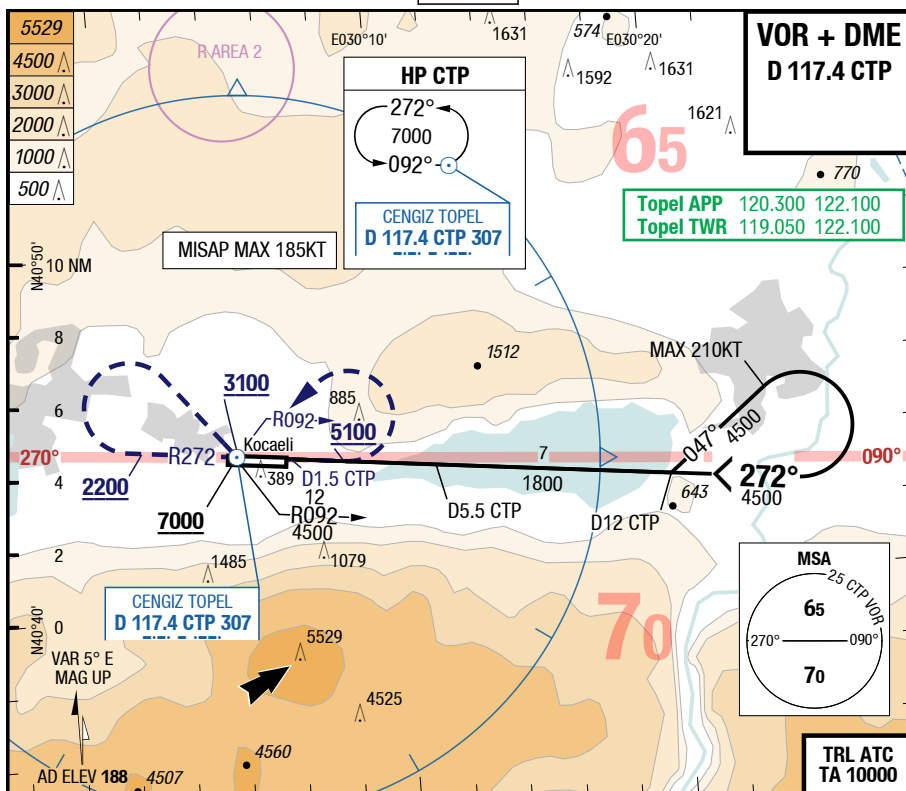 5529
4500
3000
2000
1000
500
R AREA 2
E030°10'
1631
574
E030°20'
1592
1631
1621
65
770
VOR + DME
D 117.4 CTP
HP CTP
272°
7000
092°
CENGIZ TOPEL
D 117.4 CTP 307
Topel APP 120.300 122.100
Topel TWR 119.050 122.100
MISAP MAX 185KT
N40°50'
10 NM
8
6
4
2
0
N40°40'
1512
MAX 210KT
3100
885
R092
5100
047°
4500
Kocaeli
270°
R272
7
090°
2200
389
D1.5 CTP
1800
272°
4500
7000
12
R092
4500
D5.5 CTP
D12 CTP
643
1485
1079
CENGIZ TOPEL
D 117.4 CTP 307
5529
70
MSA
25 CTP VOR
65
270°
090°
70
VAR 5° E
MAG UP
4525
4560
AD ELEV 188
4507
TRL ATC
TA 10000